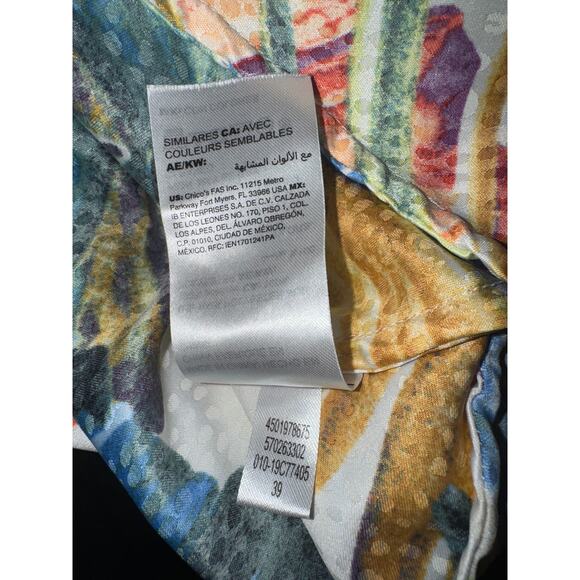 SIMILARES CA: AVEC
COULEURS SEMBLABLES
AE/KW: مع الألوان المشابهة
US: Chico's FAS Inc. 11215 Metro
Parkway Fort Myers, FL 33966 USA MX:
IB ENTERPRISES S.A. DE C.V. CALZADA
DE LOS LEONES NO. 170, PISO 1, COL.
LOS ALPES, DEL. ÁLVARO OBREGÓN,
C.P. 01010, CIUDAD DE MÉXICO,
MÉXICO, RFC: IEN1701241PA
4501978675
570263302
010-19C77405
39